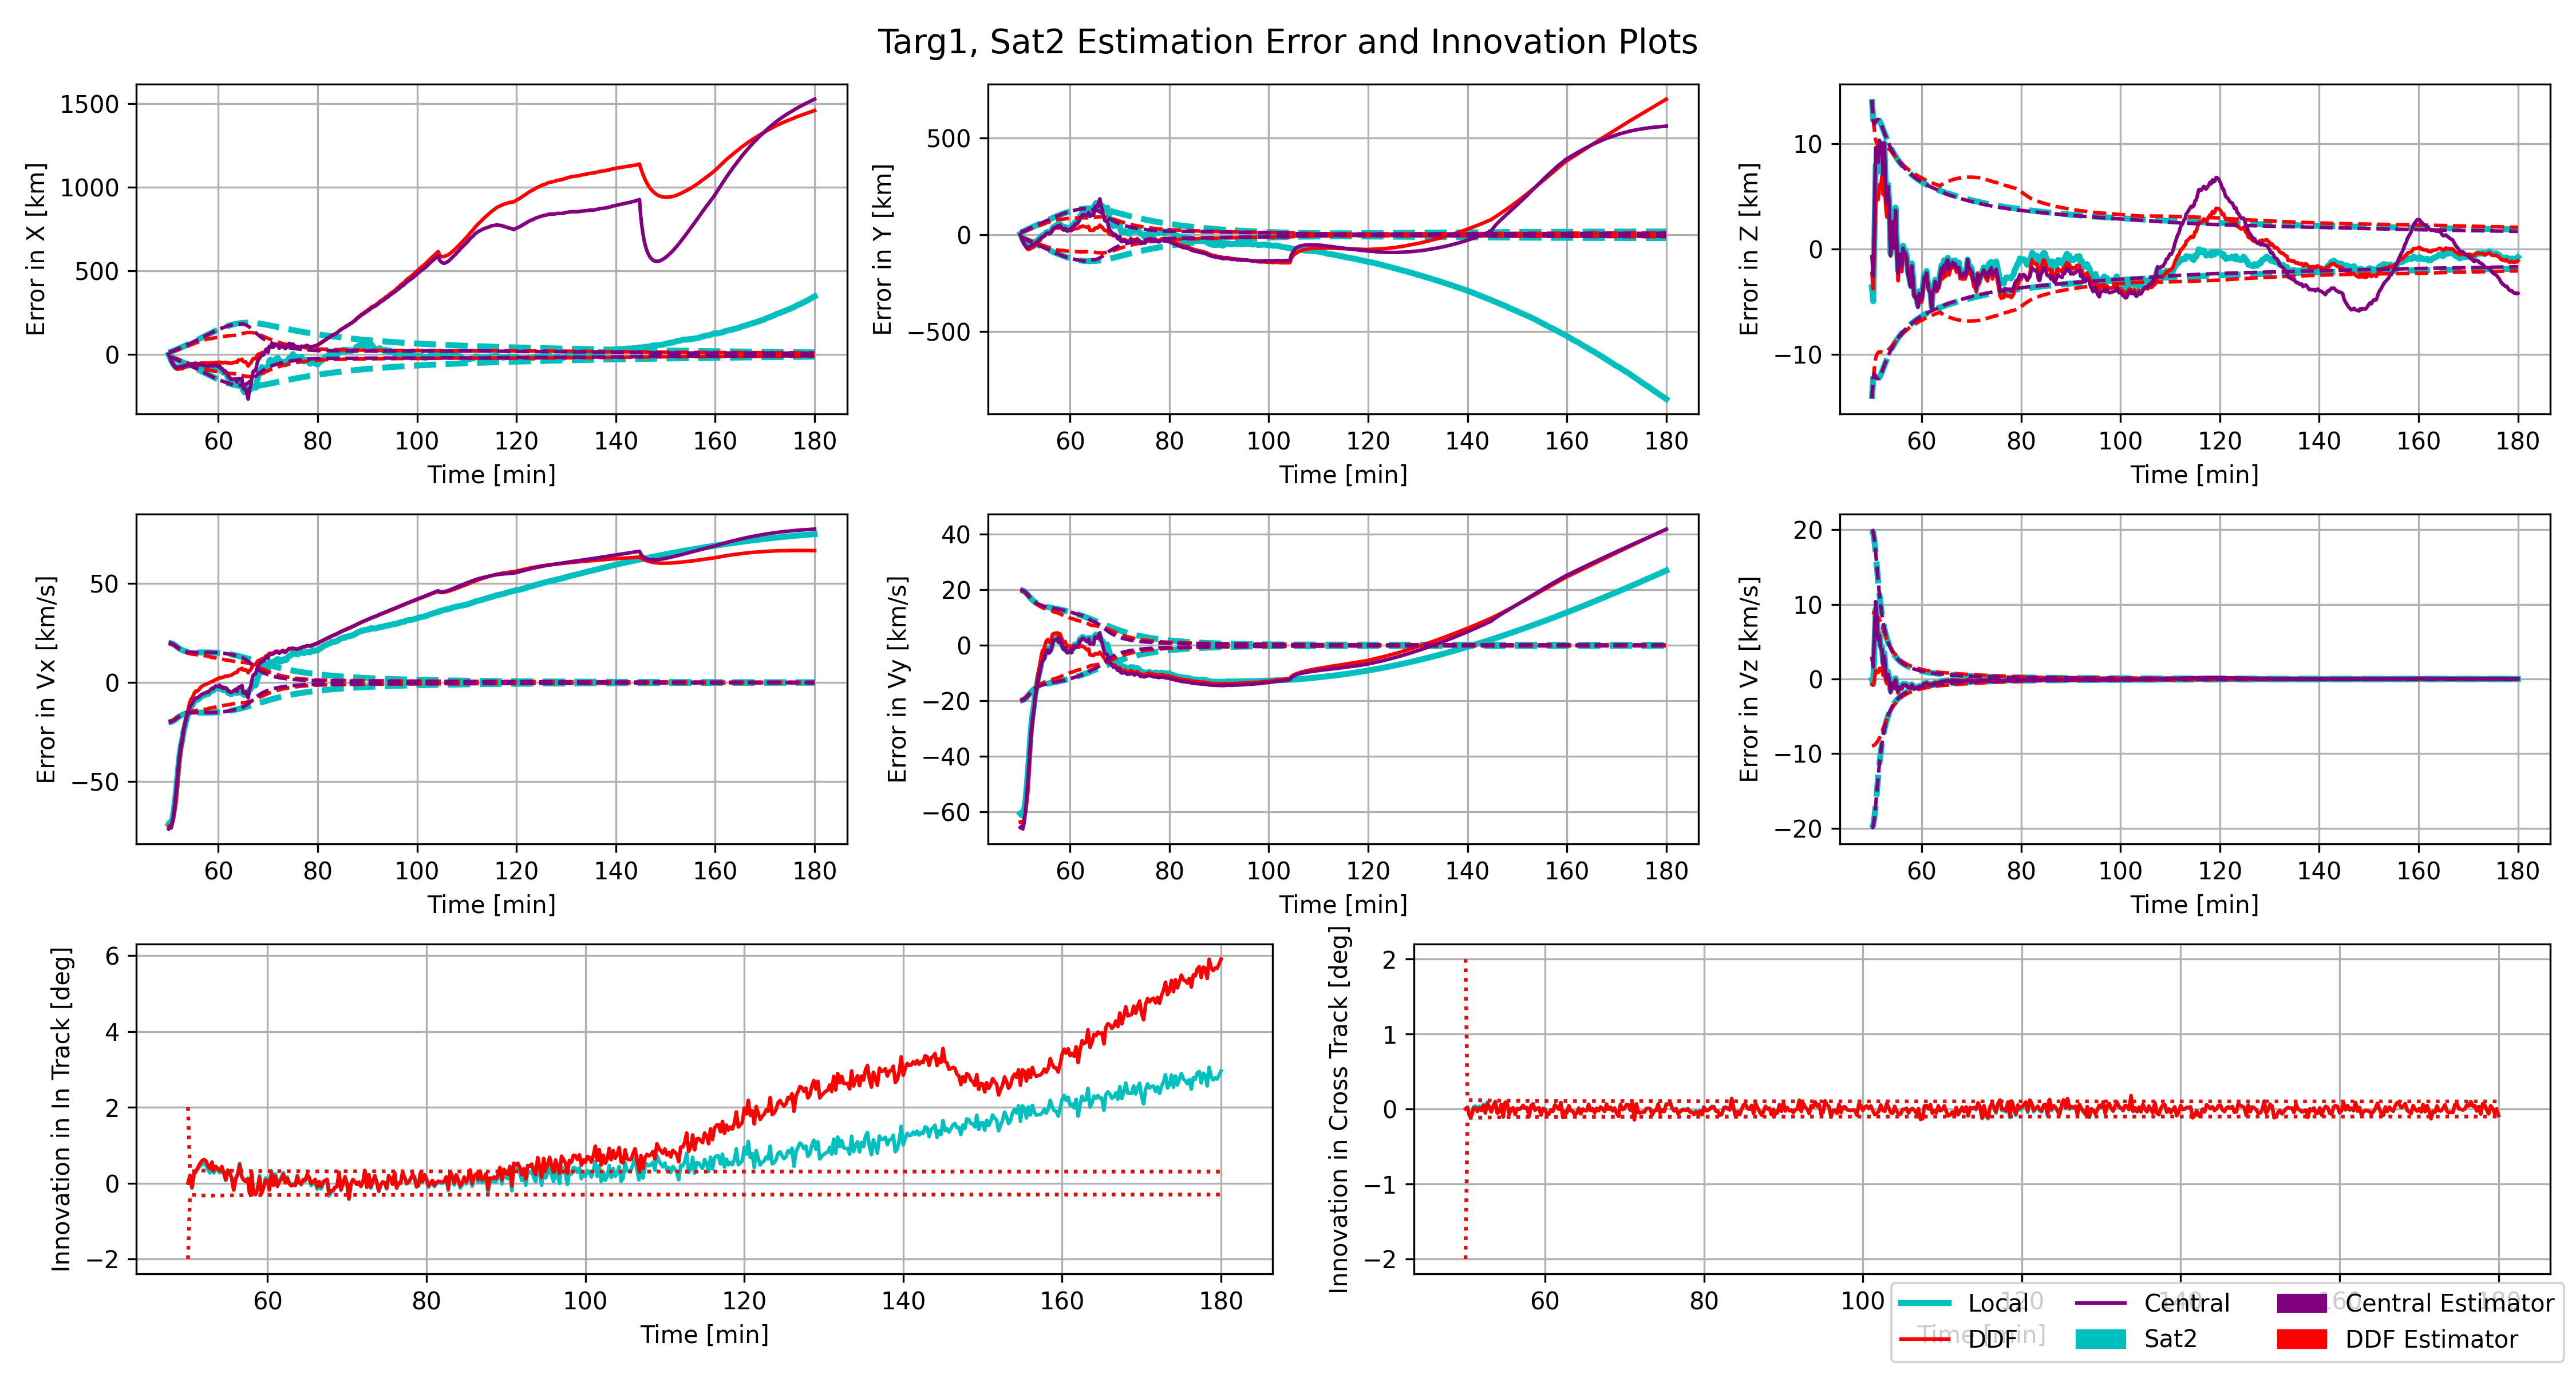 Targ1, Sat2 Estimation Error and Innovation Plots
Error in X [km]
1500
1000
500
0
60 80 100 120 140 160 180
Time [min]
Error in Y [km]
500
0
−500
60 80 100 120 140 160 180
Time [min]
Error in Z [km]
10
0
−10
60 80 100 120 140 160 180
Time [min]
Error in Vx [km/s]
50
0
−50
60 80 100 120 140 160 180
Time [min]
Error in Vy [km/s]
40
20
0
−20
−40
−60
60 80 100 120 140 160 180
Time [min]
Error in Vz [km/s]
20
10
0
−10
−20
60 80 100 120 140 160 180
Time [min]
Innovation in In Track [deg]
6
4
2
0
−2
60 80 100 120 140 160 180
Time [min]
Innovation in Cross Track [deg]
2
1
0
−1
−2
60 80 100 120 140 160 180
Time [min]
Local Central Central Estimator
DDF Sat2 DDF Estimator